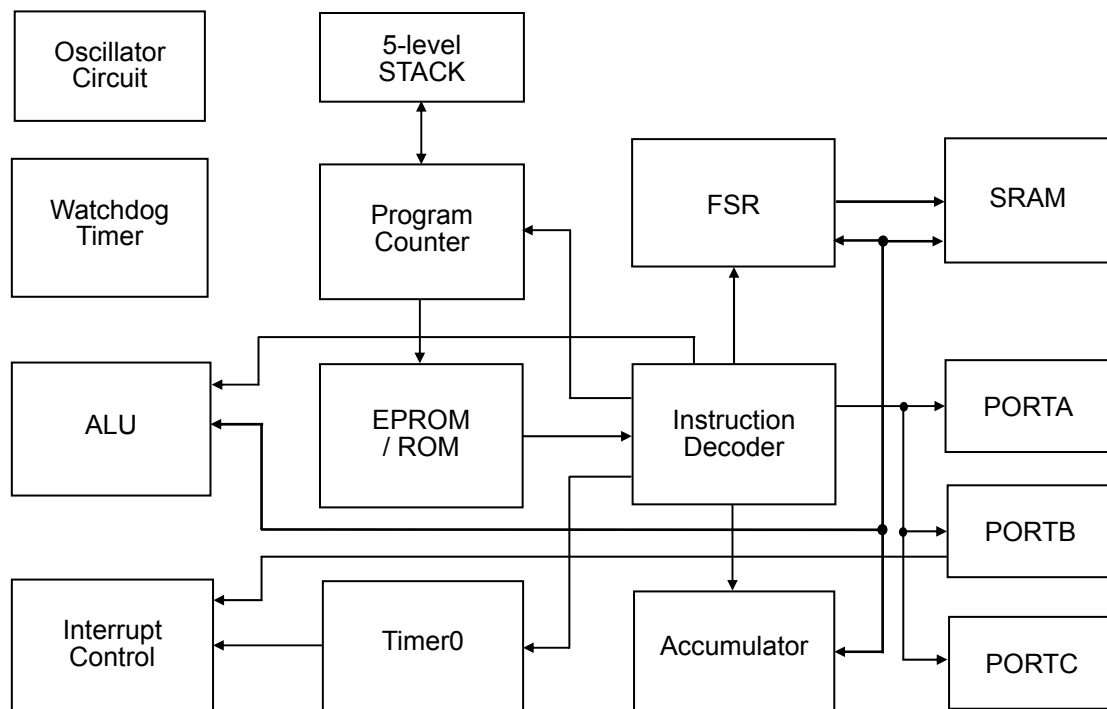 Oscillator
Circuit
5-level
STACK
Watchdog
Timer
Program
Counter
FSR
SRAM
ALU
EPROM
/ ROM
Instruction
Decoder
PORTA
PORTB
Interrupt
Control
Timer0
Accumulator
PORTC